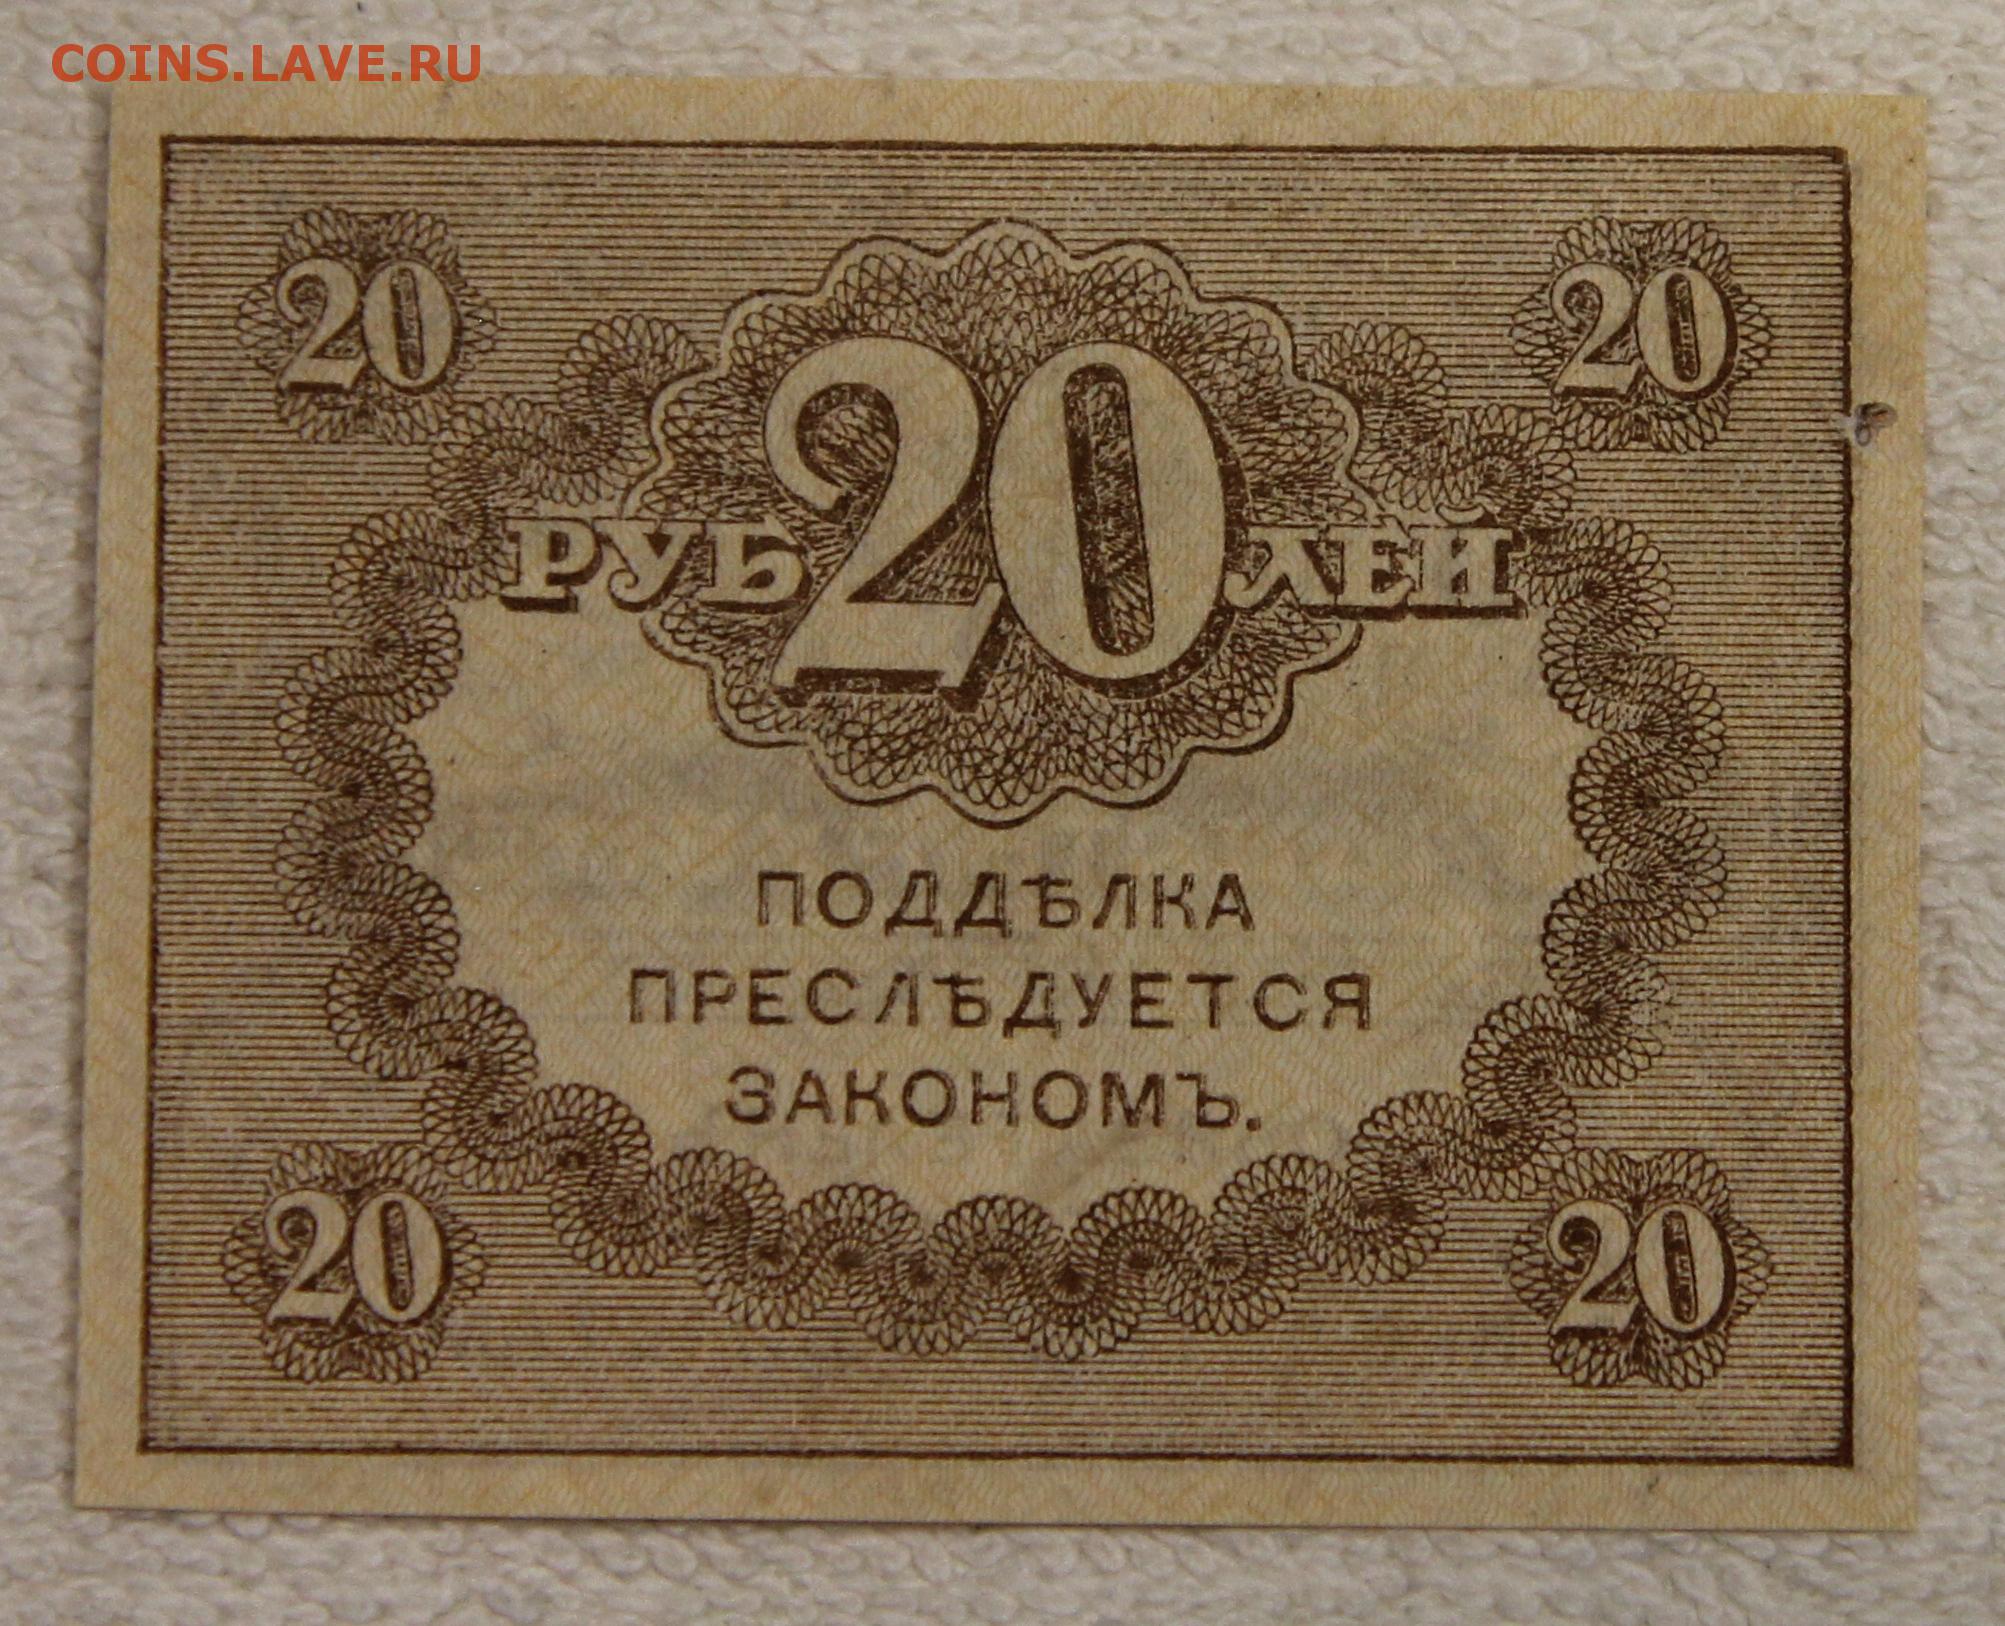 COINS.LAVE.RU
20 20
РУБ20ЛЕЙ
ПОДДѢЛКА
ПРЕСЛѢДУЕТСЯ
ЗАКОНОМЪ.
20 20